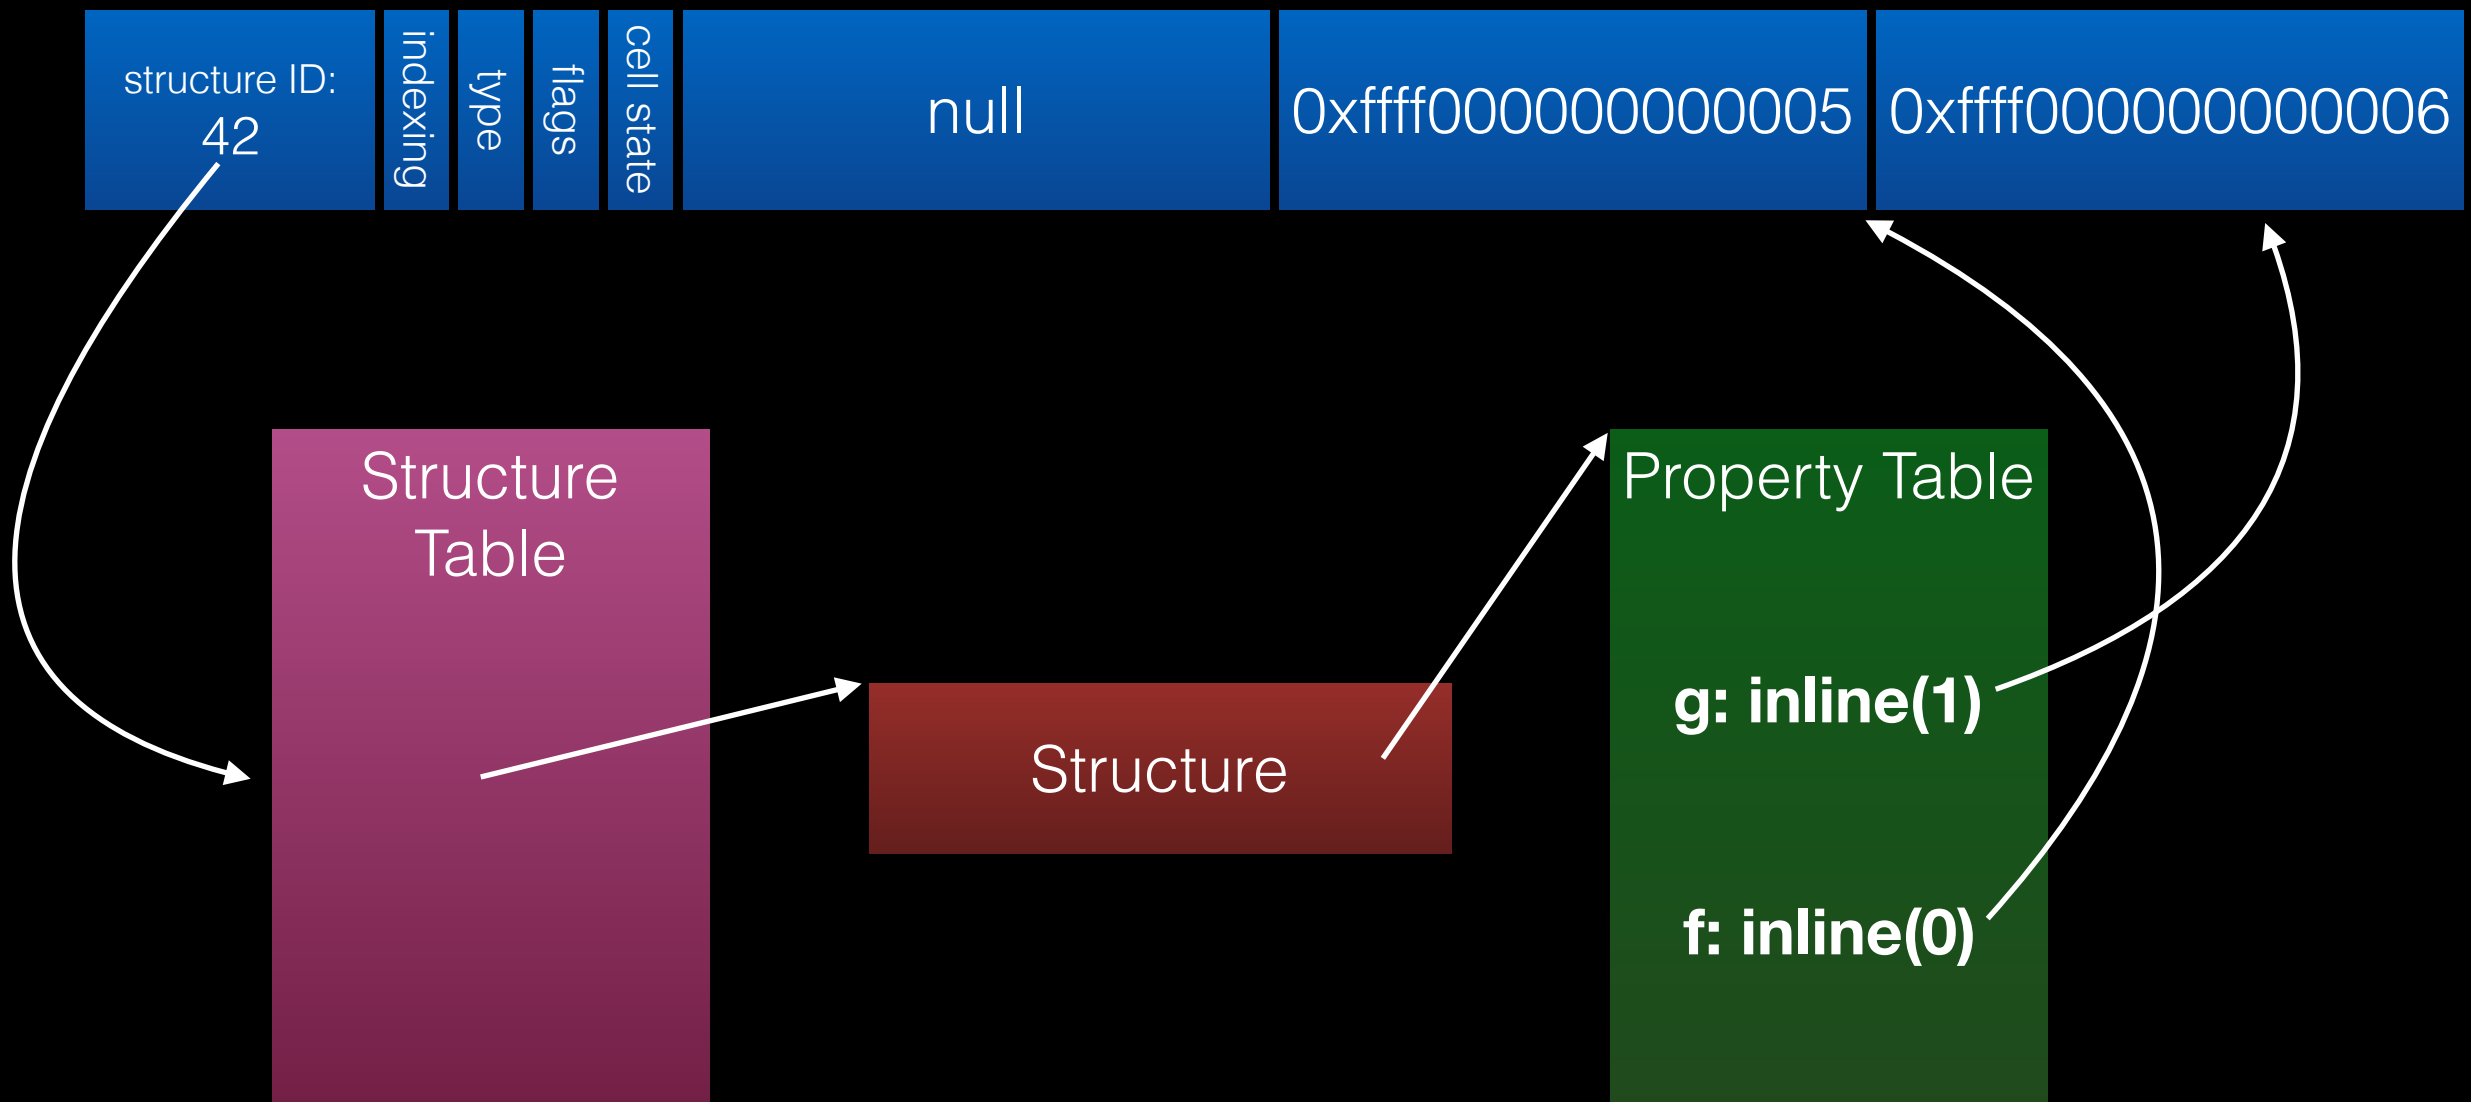 structure ID:
42
indexing
type
flags
cell state
null
0xffff000000000005
0xffff000000000006
Structure
Table
Structure
Property Table
g: inline(1)
f: inline(0)